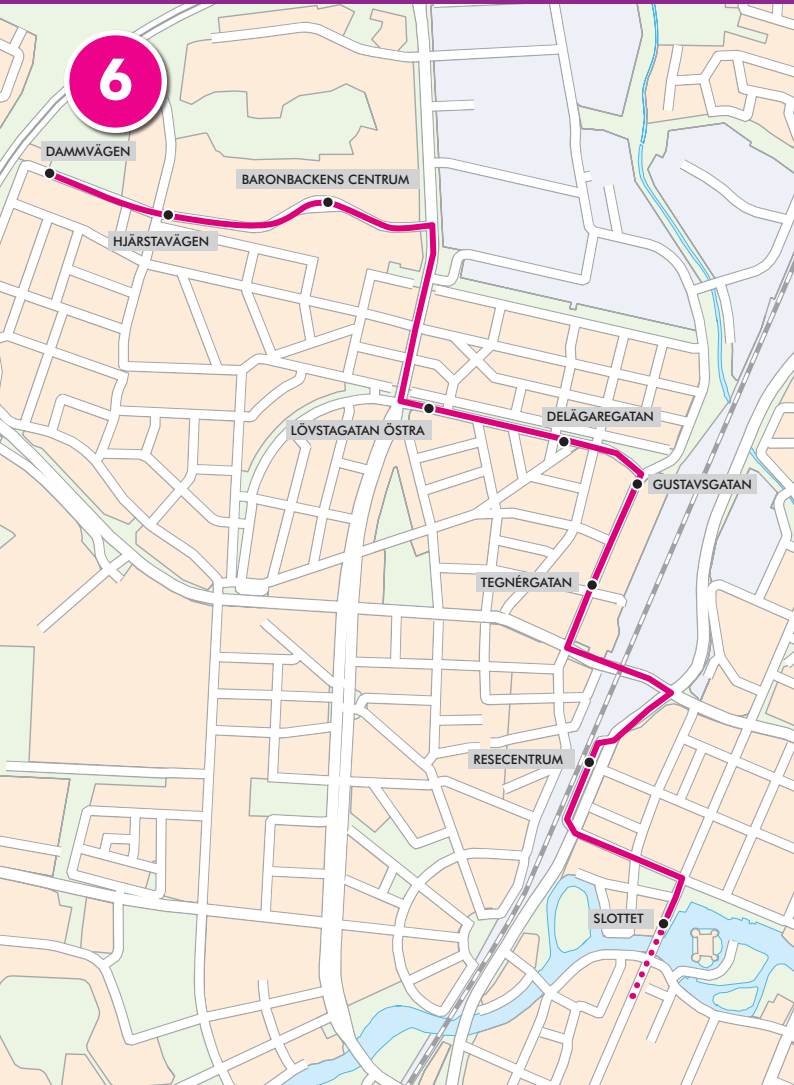 6
DAMMVÄGEN
BARONBACKENS CENTRUM
HJÄRSTAVÄGEN
DELÄGAREGATAN
LÖVSTAGATAN ÖSTRA
GUSTAVSGATAN
TEGNÉRGATAN
RESECENTRUM
SLOTTET